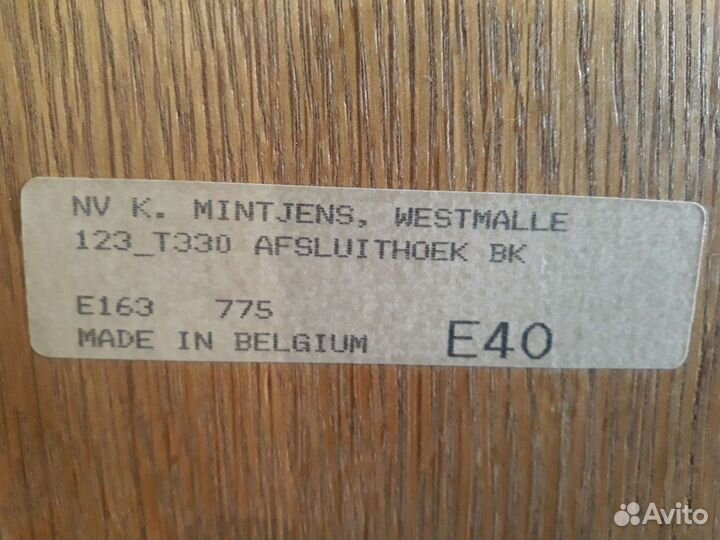 NV K. MINTJENS, WESTMALLE
123_T330 AFSLUITHOEK BK
E163 775
MADE IN BELGIUM E40
Avito